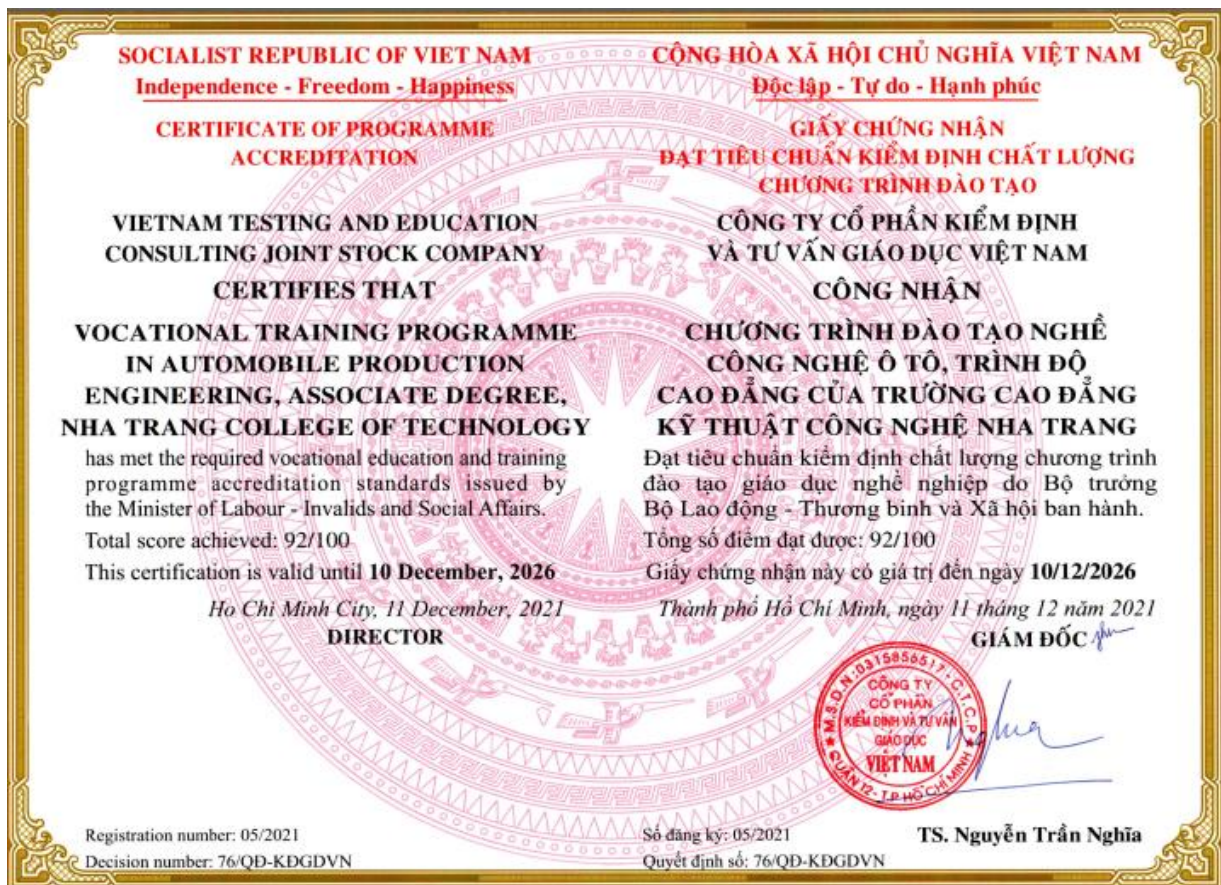 SOCIALIST REPUBLIC OF VIET NAM
Independence - Freedom - Happiness
CERTIFICATE OF PROGRAMME
ACCREDITATION
VIETNAM TESTING AND EDUCATION
CONSULTING JOINT STOCK COMPANY
CERTIFIES THAT
VOCATIONAL TRAINING PROGRAMME
IN AUTOMOBILE PRODUCTION
ENGINEERING, ASSOCIATE DEGREE,
NHA TRANG COLLEGE OF TECHNOLOGY
has met the required vocational education and training
programme accreditation standards issued by
the Minister of Labour - Invalids and Social Affairs.
Total score achieved: 92/100
This certification is valid until 10 December, 2026
Ho Chi Minh City, 11 December, 2021
DIRECTOR
Registration number: 05/2021
Decision number: 76/QĐ-KĐGDVN
CỘNG HÒA XÃ HỘI CHỦ NGHĨA VIỆT NAM
Độc lập - Tự do - Hạnh phúc
GIẤY CHỨNG NHẬN
ĐẠT TIÊU CHUẨN KIỂM ĐỊNH CHẤT LƯỢNG
CHƯƠNG TRÌNH ĐÀO TẠO
CÔNG TY CỔ PHẦN KIỂM ĐỊNH
VÀ TƯ VẤN GIÁO DỤC VIỆT NAM
CÔNG NHẬN
CHƯƠNG TRÌNH ĐÀO TẠO NGHỀ
CÔNG NGHỆ Ô TÔ, TRÌNH ĐỘ
CAO ĐẲNG CỦA TRƯỜNG CAO ĐẲNG
KỸ THUẬT CÔNG NGHỆ NHA TRANG
Đạt tiêu chuẩn kiểm định chất lượng chương trình
đào tạo giáo dục nghề nghiệp do Bộ trưởng
Bộ Lao động - Thương binh và Xã hội ban hành.
Tổng số điểm đạt được: 92/100
Giấy chứng nhận này có giá trị đến ngày 10/12/2026
Thành phố Hồ Chí Minh, ngày 11 tháng 12 năm 2021
GIÁM ĐỐC
M.S.D.N:0315856517-C.T.C.P
CÔNG TY
CỔ PHẦN
KIỂM ĐỊNH VÀ TƯ VẤN
GIÁO DỤC
VIỆT NAM
QUẬN 12-T.P HỒ CHÍ MINH
Nghĩa
Số đăng ký: 05/2021
Quyết định số: 76/QĐ-KĐGDVN
TS. Nguyễn Trần Nghĩa